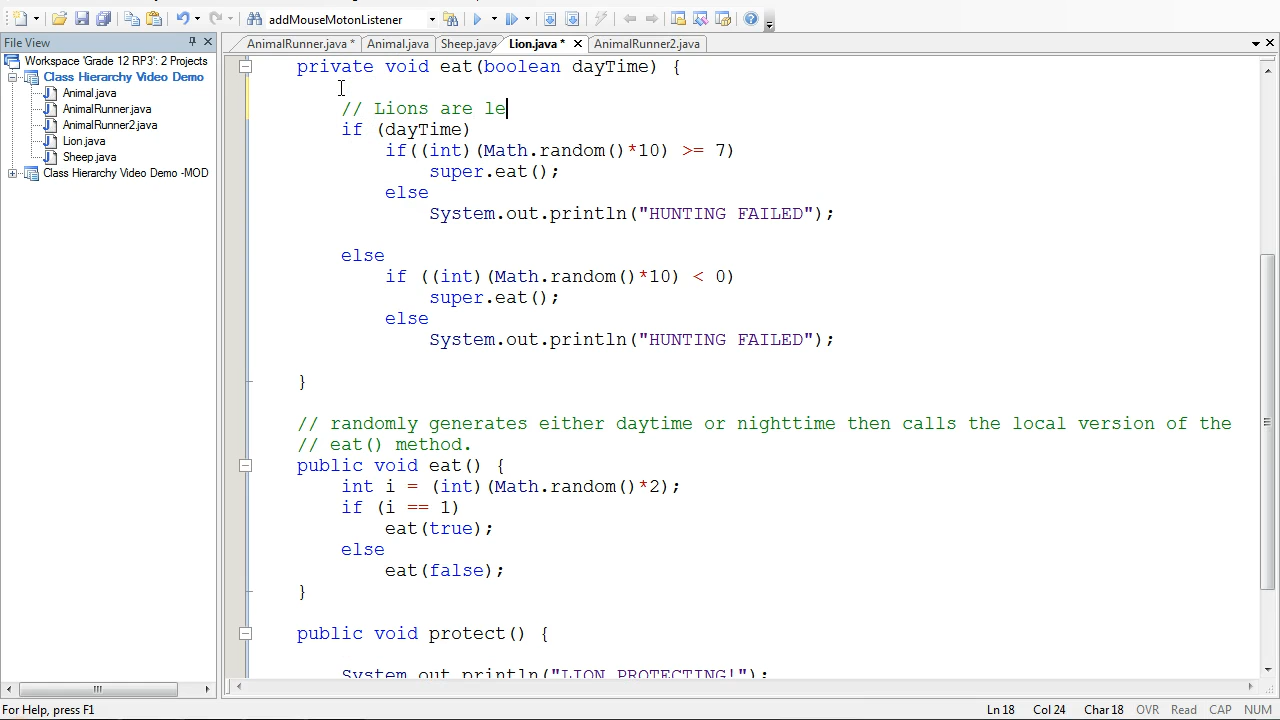 addMouseMotonListener
File View
AnimalRunner.java *
Animal.java
Sheep.java
Lion.java *
AnimalRunner2.java
Workspace 'Grade 12 RP3': 2 Projects
Class Hierarchy Video Demo
Animal.java
AnimalRunner.java
AnimalRunner2.java
Lion.java
Sheep.java
Class Hierarchy Video Demo -MOD
private void eat(boolean dayTime) {
// Lions are le
if (dayTime)
if((int)(Math.random()*10) >= 7)
super.eat();
else
System.out.println("HUNTING FAILED");
else
if ((int)(Math.random()*10) < 0)
super.eat();
else
System.out.println("HUNTING FAILED");
}
// randomly generates either daytime or nighttime then calls the local version of the
// eat() method.
public void eat() {
int i = (int)(Math.random()*2);
if (i == 1)
eat(true);
else
eat(false);
}
public void protect() {
System.out.println("LION PROTECTING!");
For Help, press F1
Ln 18 Col 24 Char 18 OVR Read CAP NUM